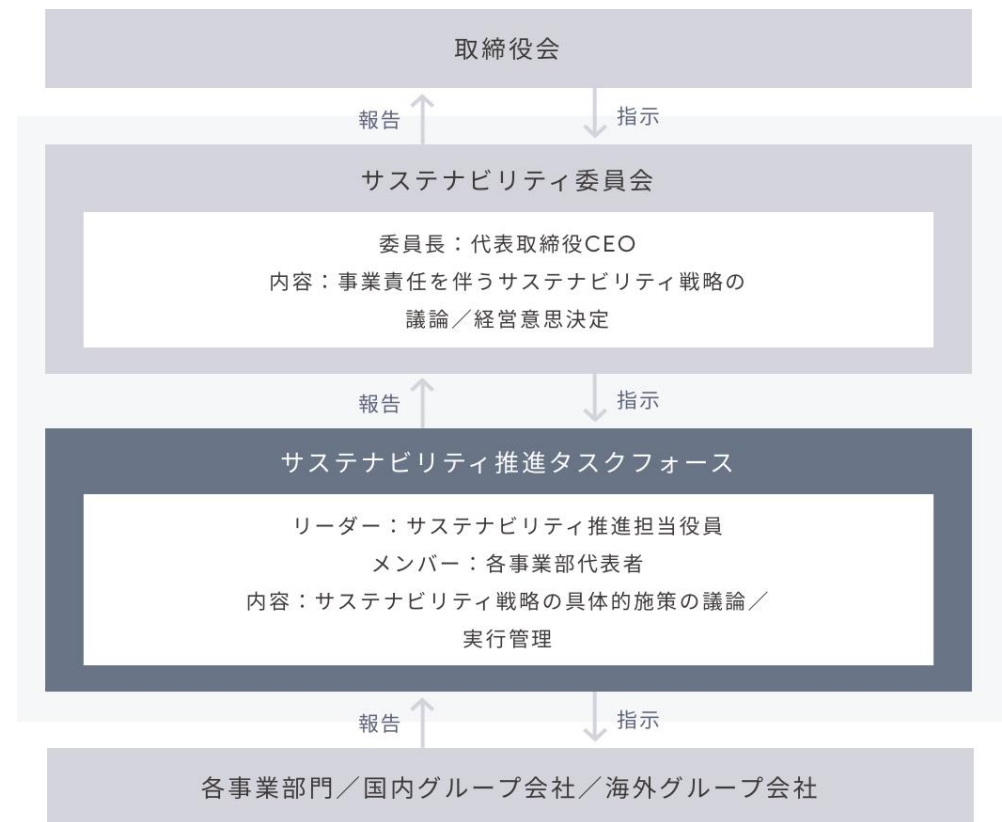 取締役会
報告
指示
サステナビリティ委員会
委員長：代表取締役CEO
内容：事業責任を伴うサステナビリティ戦略の
議論／経営意思決定
報告
指示
サステナビリティ推進タスクフォース
リーダー：サステナビリティ推進担当役員
メンバー：各事業部代表者
内容：サステナビリティ戦略の具体的施策の議論／
実行管理
報告
指示
各事業部門／国内グループ会社／海外グループ会社